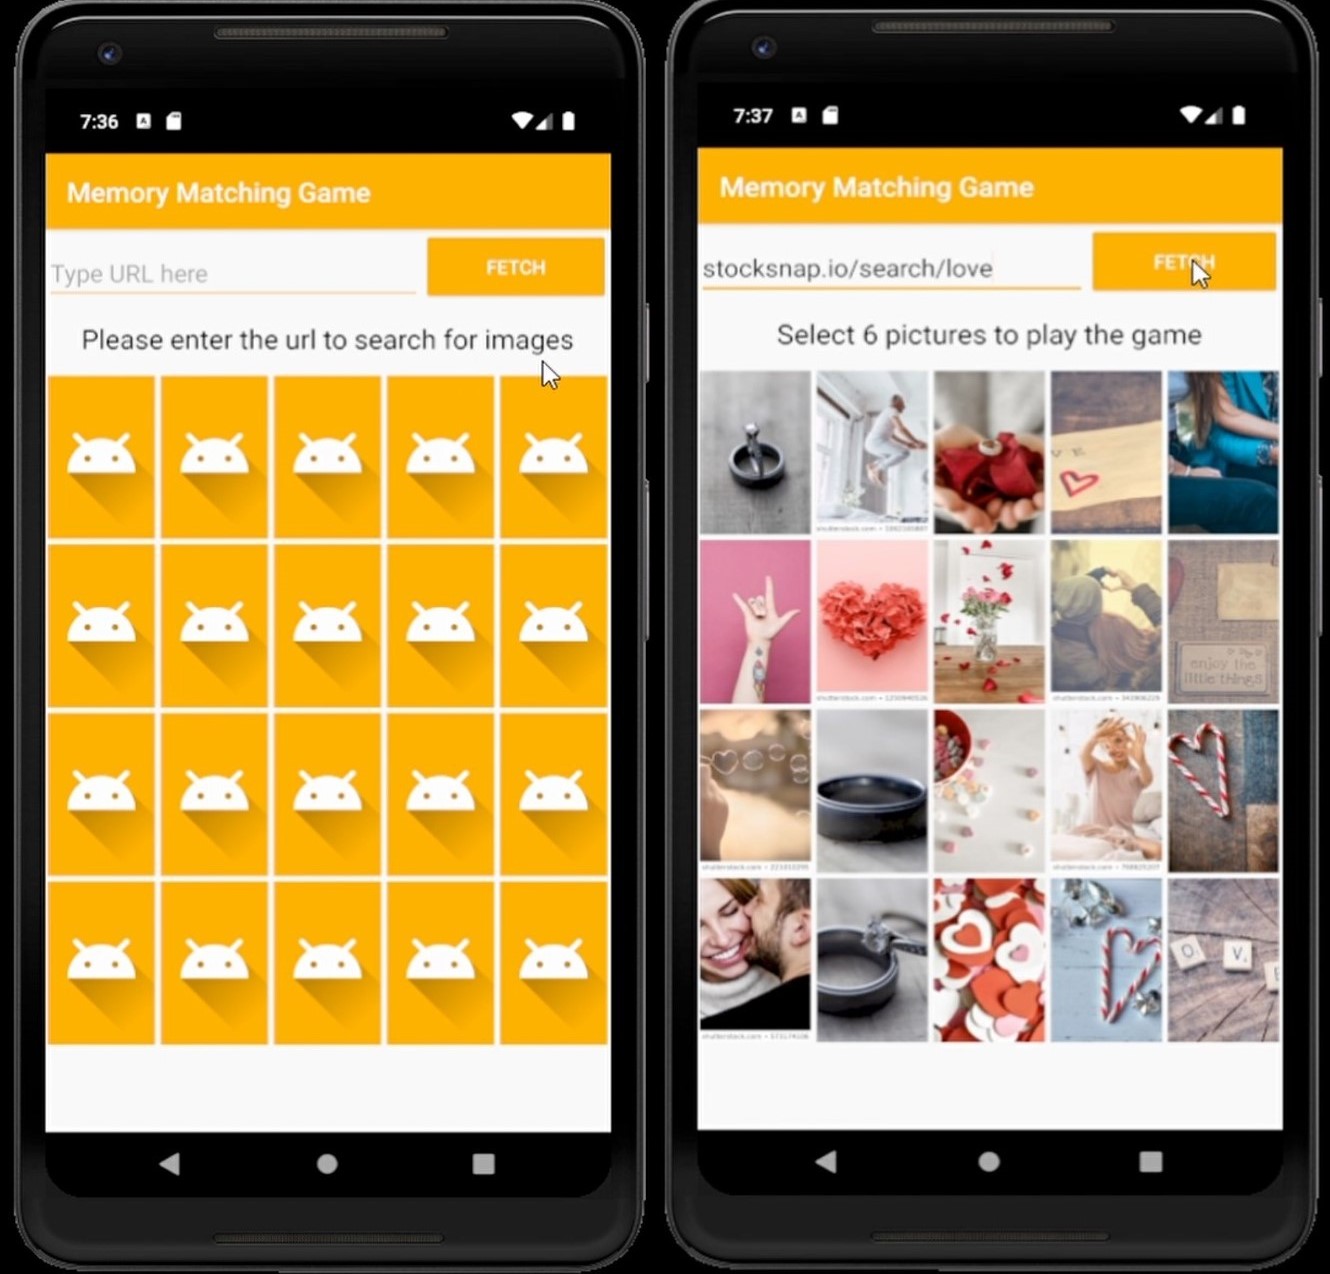 7:36
Memory Matching Game
Type URL here
FETCH
Please enter the url to search for images
7:37
Memory Matching Game
stocksnap.io/search/love
FETCH
Select 6 pictures to play the game
VE
enjoy the
little things
O
V
E